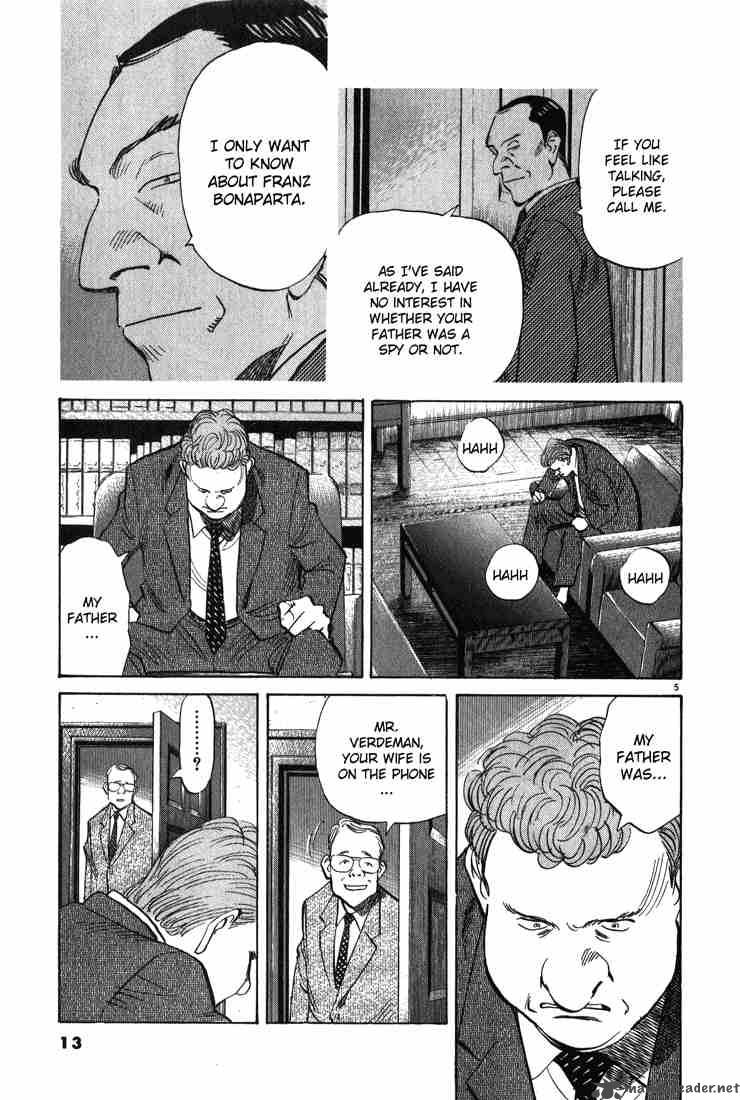 IF YOU
FEEL LIKE
TALKING,
PLEASE
CALL ME.
AS I'VE SAID
ALREADY, I HAVE
NO INTEREST IN
WHETHER YOUR
FATHER WAS A
SPY OR NOT.
I ONLY WANT
TO KNOW
ABOUT FRANZ
BONAPARTA.
HAHH
HAHH
HAHH
MY
FATHER
...
5
MY
FATHER
WAS...
MR.
VERDEMAN,
YOUR WIFE IS
ON THE PHONE
...
........?
13